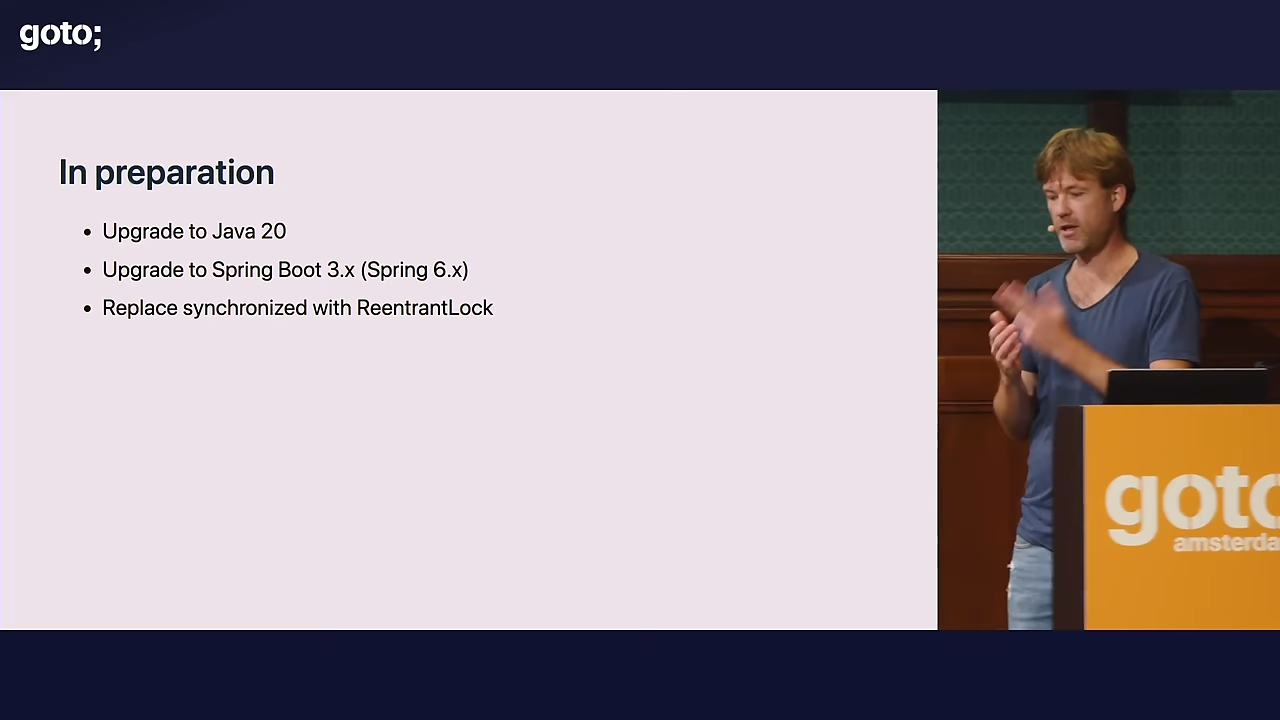 goto;
In preparation
• Upgrade to Java 20
• Upgrade to Spring Boot 3.x (Spring 6.x)
• Replace synchronized with ReentrantLock
goto
amsterda